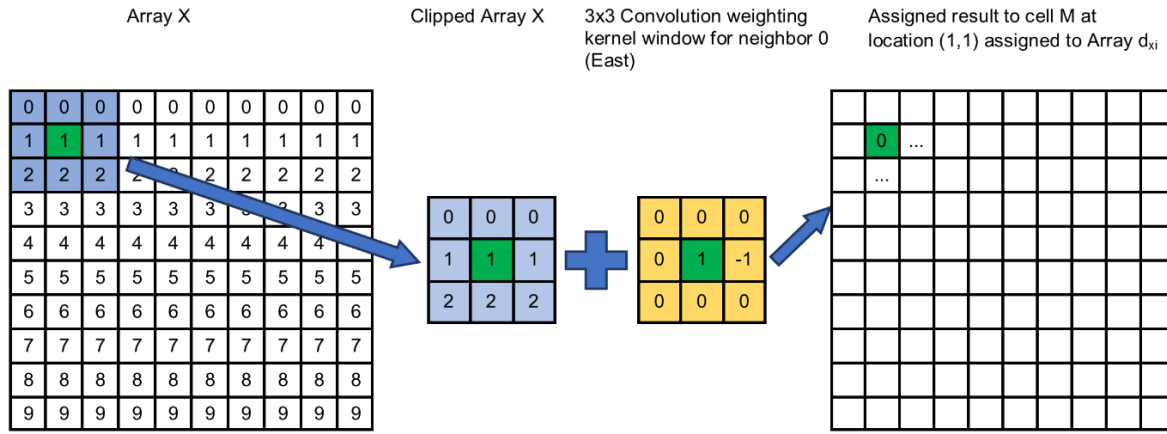 Array X
Clipped Array X
3x3 Convolution weighting
kernel window for neighbor 0
(East)
Assigned result to cell M at
location (1,1) assigned to Array d_xi
0 0 0 0 0 0 0 0 0 0
1 1 1 1 1 1 1 1 1 1
2 2 2 2 2 2 2 2 2 2
3 3 3 3 3 3 3 3 3 3
4 4 4 4 4 4 4 4 4
5 5 5 5 5 5 5 5 5 5
6 6 6 6 6 6 6 6 6 6
7 7 7 7 7 7 7 7 7 7
8 8 8 8 8 8 8 8 8 8
9 9 9 9 9 9 9 9 9 9
0 0 0
1 1 1
2 2 2
0 0 0
0 1 -1
0 0 0
0 ...
...